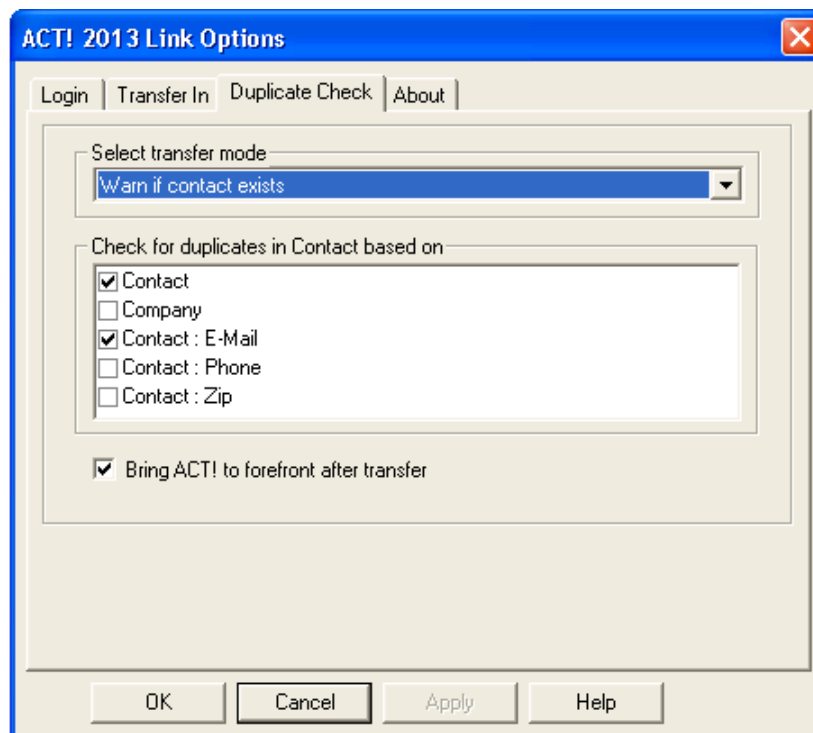 ACT! 2013 Link Options
Login Transfer In Duplicate Check About
Select transfer mode
Warn if contact exists
Check for duplicates in Contact based on
Contact
Company
Contact : E-Mail
Contact : Phone
Contact : Zip
Bring ACT! to forefront after transfer
OK Cancel Apply Help